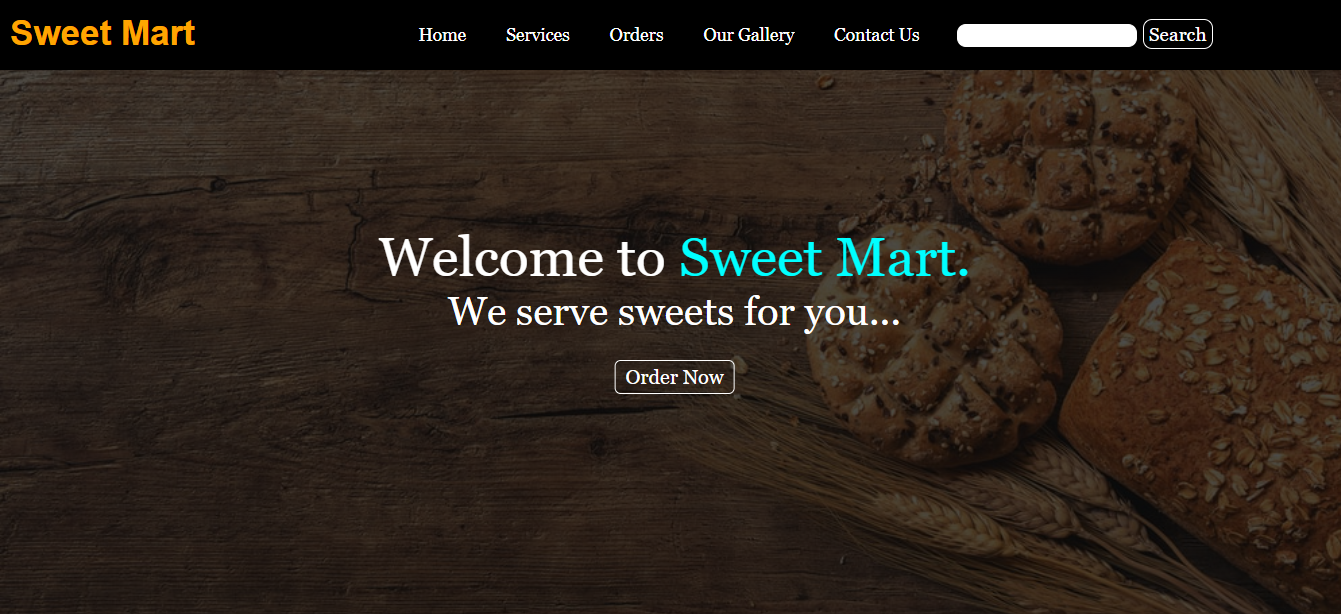 Sweet Mart
Home Services Orders Our Gallery Contact Us Search
Welcome to Sweet Mart.
We serve sweets for you...
Order Now